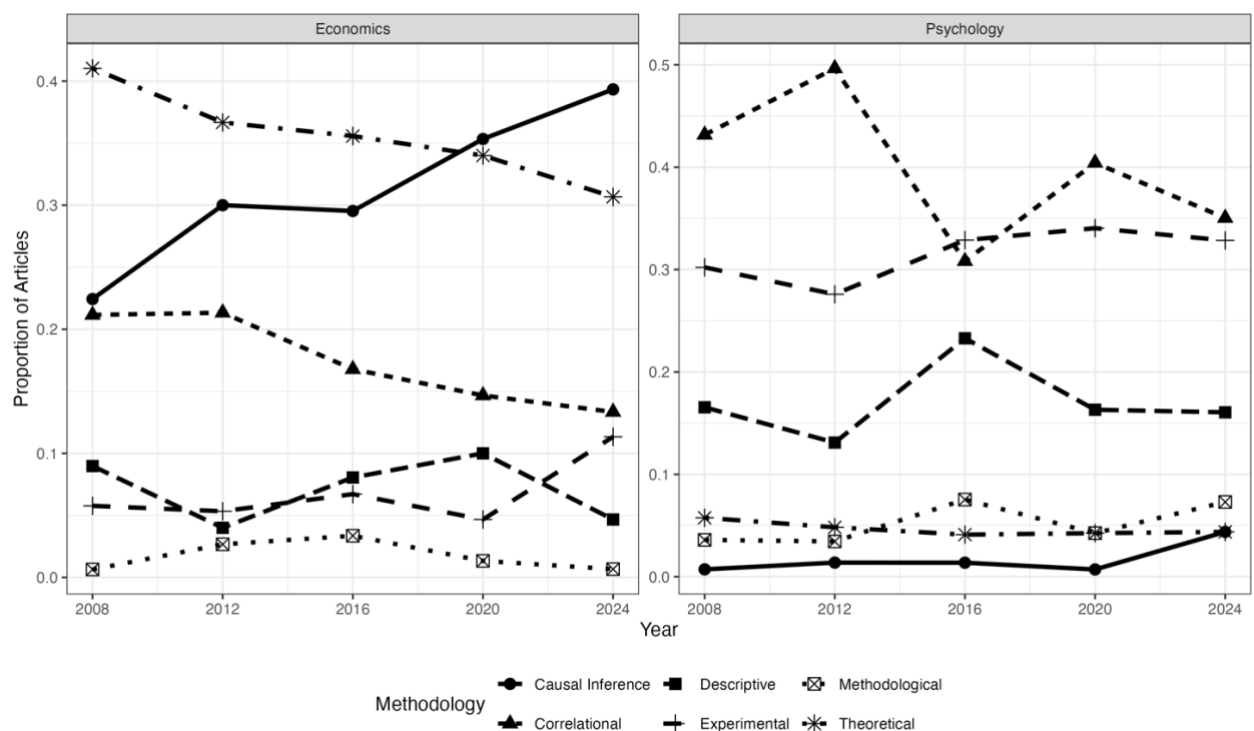 Economics
Psychology
Proportion of Articles
0.4
0.3
0.2
0.1
0.0
0.5
0.4
0.3
0.2
0.1
0.0
2008 2012 2016 2020 2024
2008 2012 2016 2020 2024
Year
Methodology
Causal Inference Descriptive Methodological
Correlational Experimental Theoretical